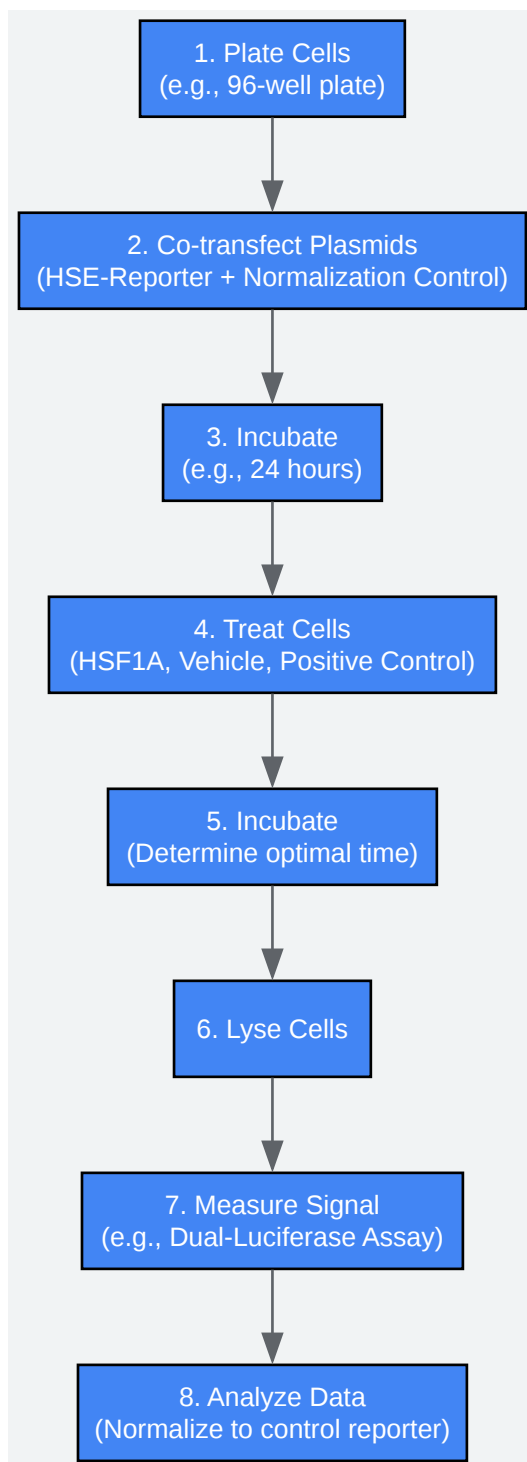 1. Plate Cells
(e.g., 96-well plate)
2. Co-transfect Plasmids
(HSE-Reporter + Normalization Control)
3. Incubate
(e.g., 24 hours)
4. Treat Cells
(HSF1A, Vehicle, Positive Control)
5. Incubate
(Determine optimal time)
6. Lyse Cells
7. Measure Signal
(e.g., Dual-Luciferase Assay)
8. Analyze Data
(Normalize to control reporter)